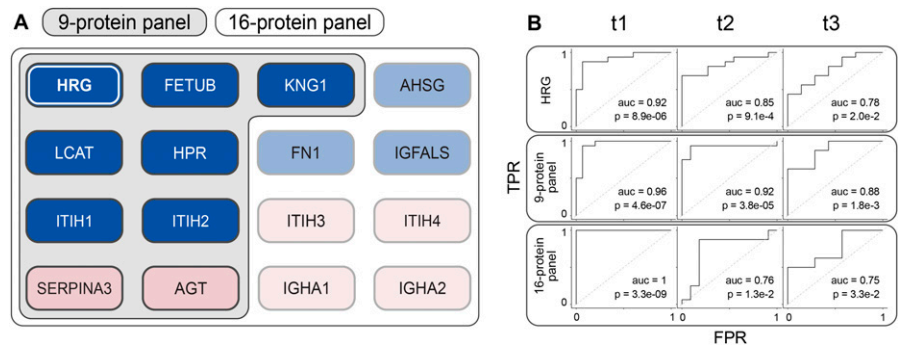 A 9-protein panel 16-protein panel
HRG FETUB KNG1 AHSG
LCAT HPR FN1 IGFALS
ITIH1 ITIH2 ITIH3 ITIH4
SERPINA3 AGT IGHA1 IGHA2
B t1 t2 t3
TPR
HRG
1
0
auc = 0.92
p = 8.9e-06
auc = 0.85
p = 9.1e-4
auc = 0.78
p = 2.0e-2
9-protein
panel
1
0
auc = 0.96
p = 4.6e-07
auc = 0.92
p = 3.8e-05
auc = 0.88
p = 1.8e-3
16-protein
panel
1
0
auc = 1
p = 3.3e-09
auc = 0.76
p = 1.3e-2
auc = 0.75
p = 3.3e-2
0 1 0 1 0 1
FPR